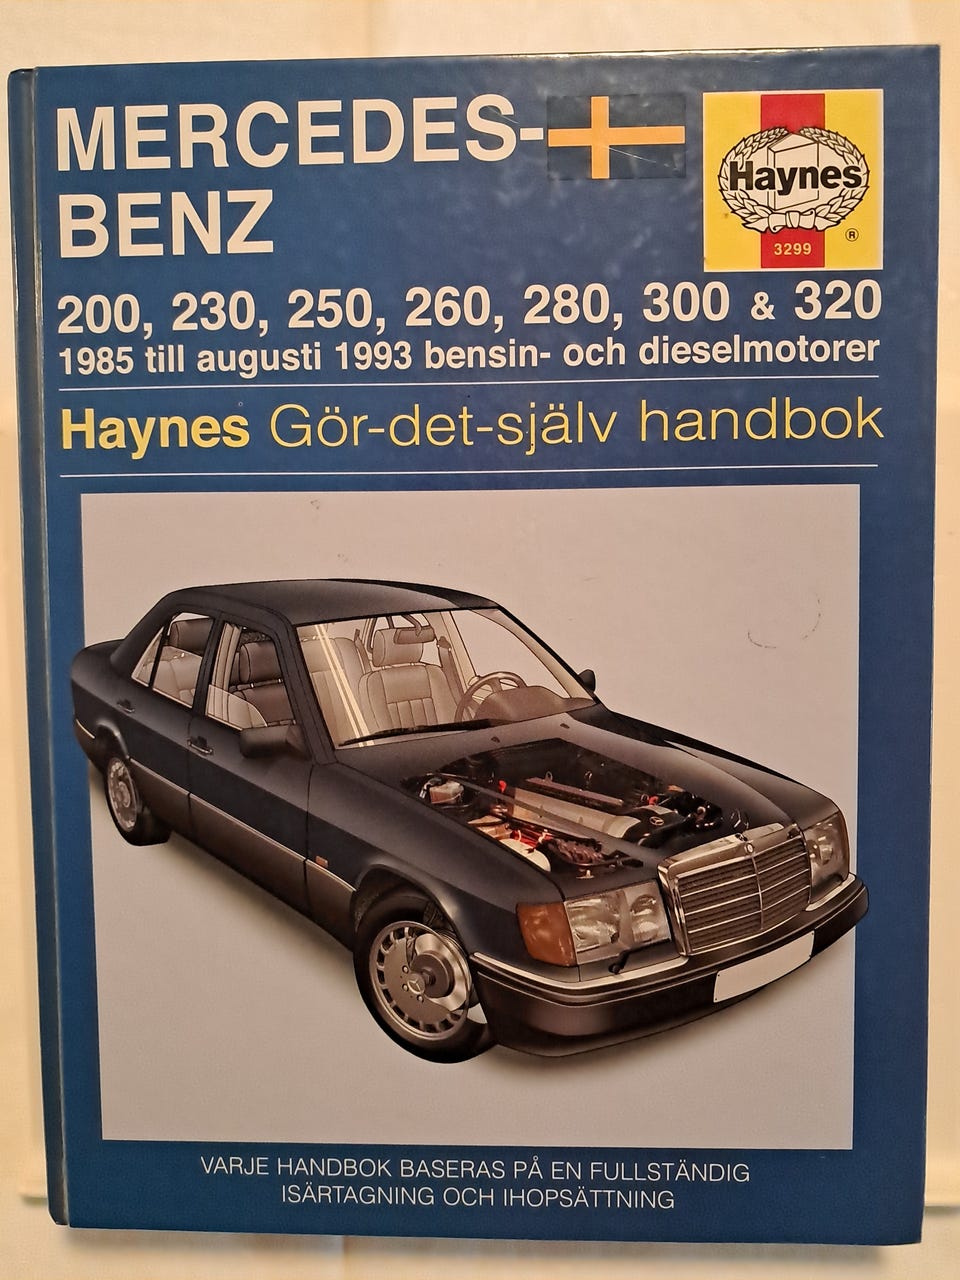 MERCEDES-
BENZ
Haynes
®
3299
200, 230, 250, 260, 280, 300 & 320
1985 till augusti 1993 bensin- och dieselmotorer
Haynes Gör-det-själv handbok
VARJE HANDBOK BASERAS PÅ EN FULLSTÄNDIG
ISÄRTAGNING OCH IHOPSÄTTNING